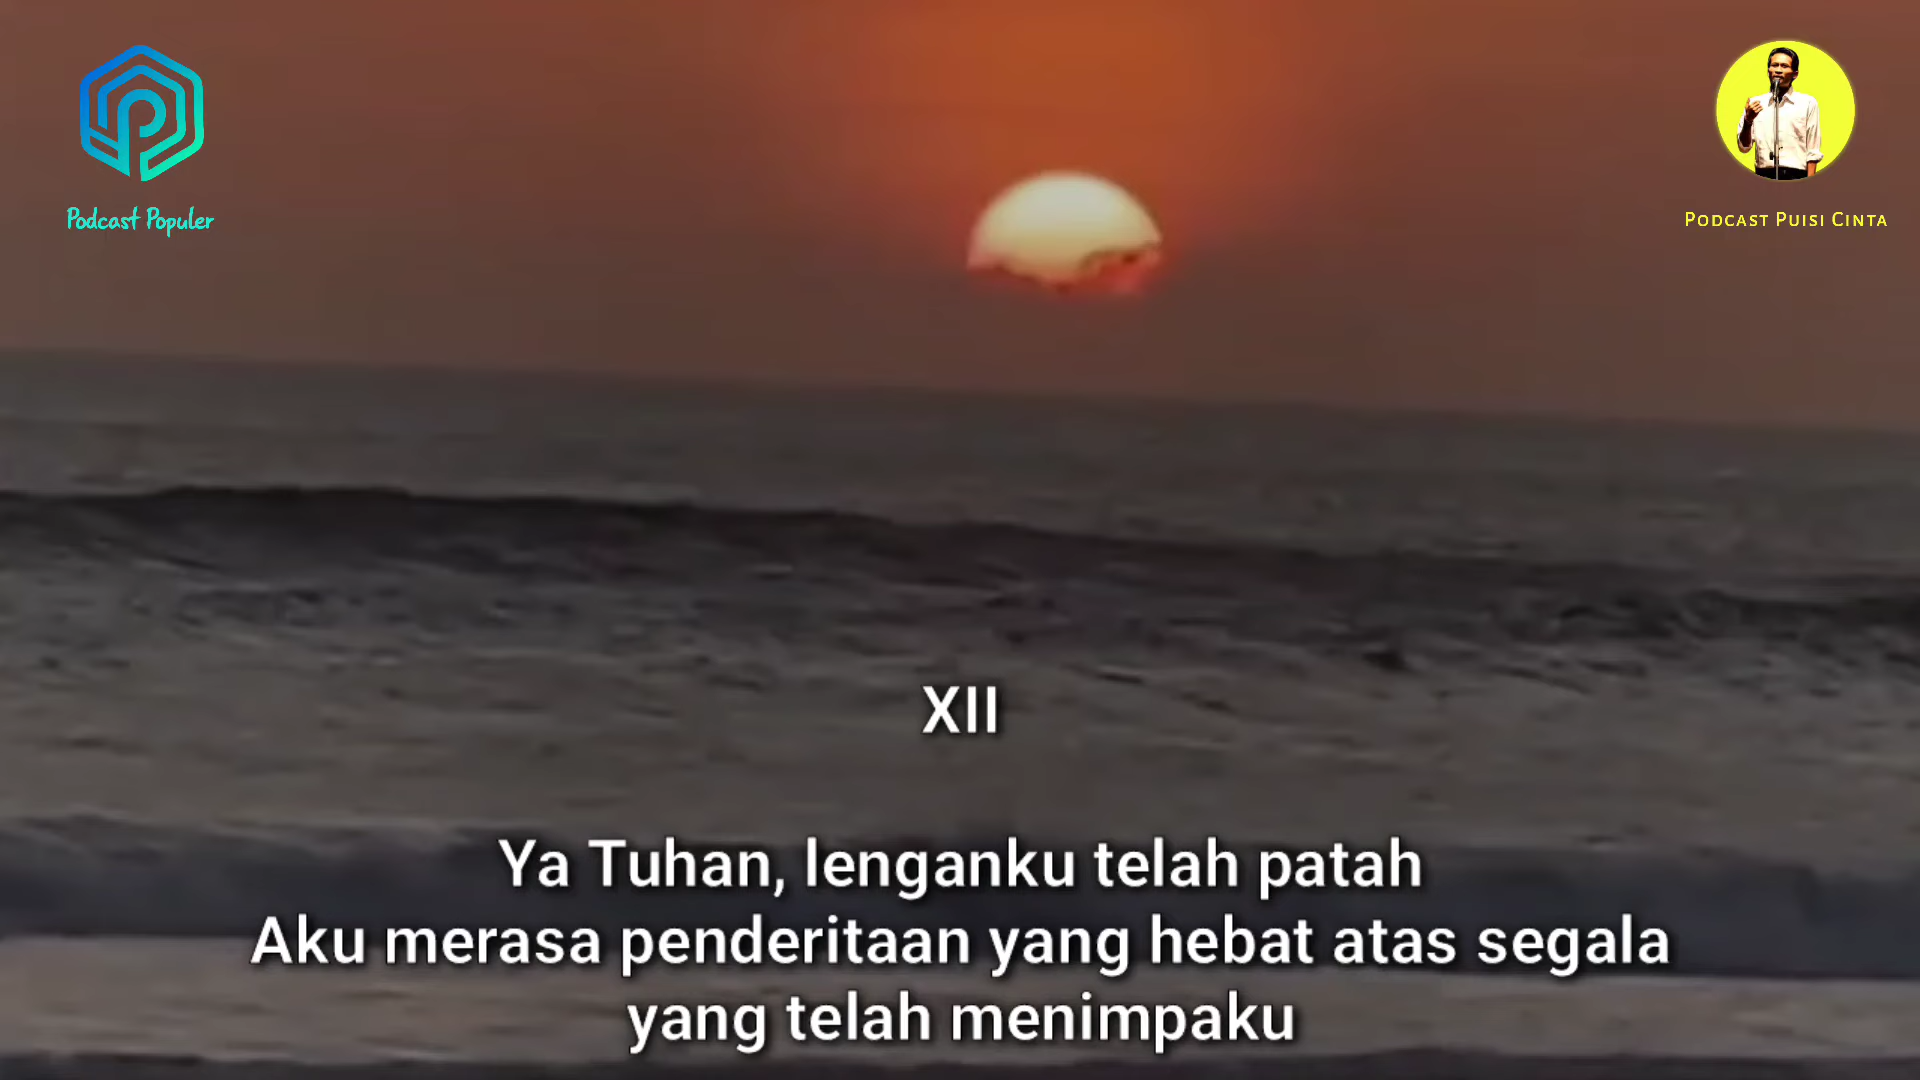 Podcast Populer
PODCAST PUISI CINTA
XII
Ya Tuhan, lenganku telah patah
Aku merasa penderitaan yang hebat atas segala
yang telah menimpaku